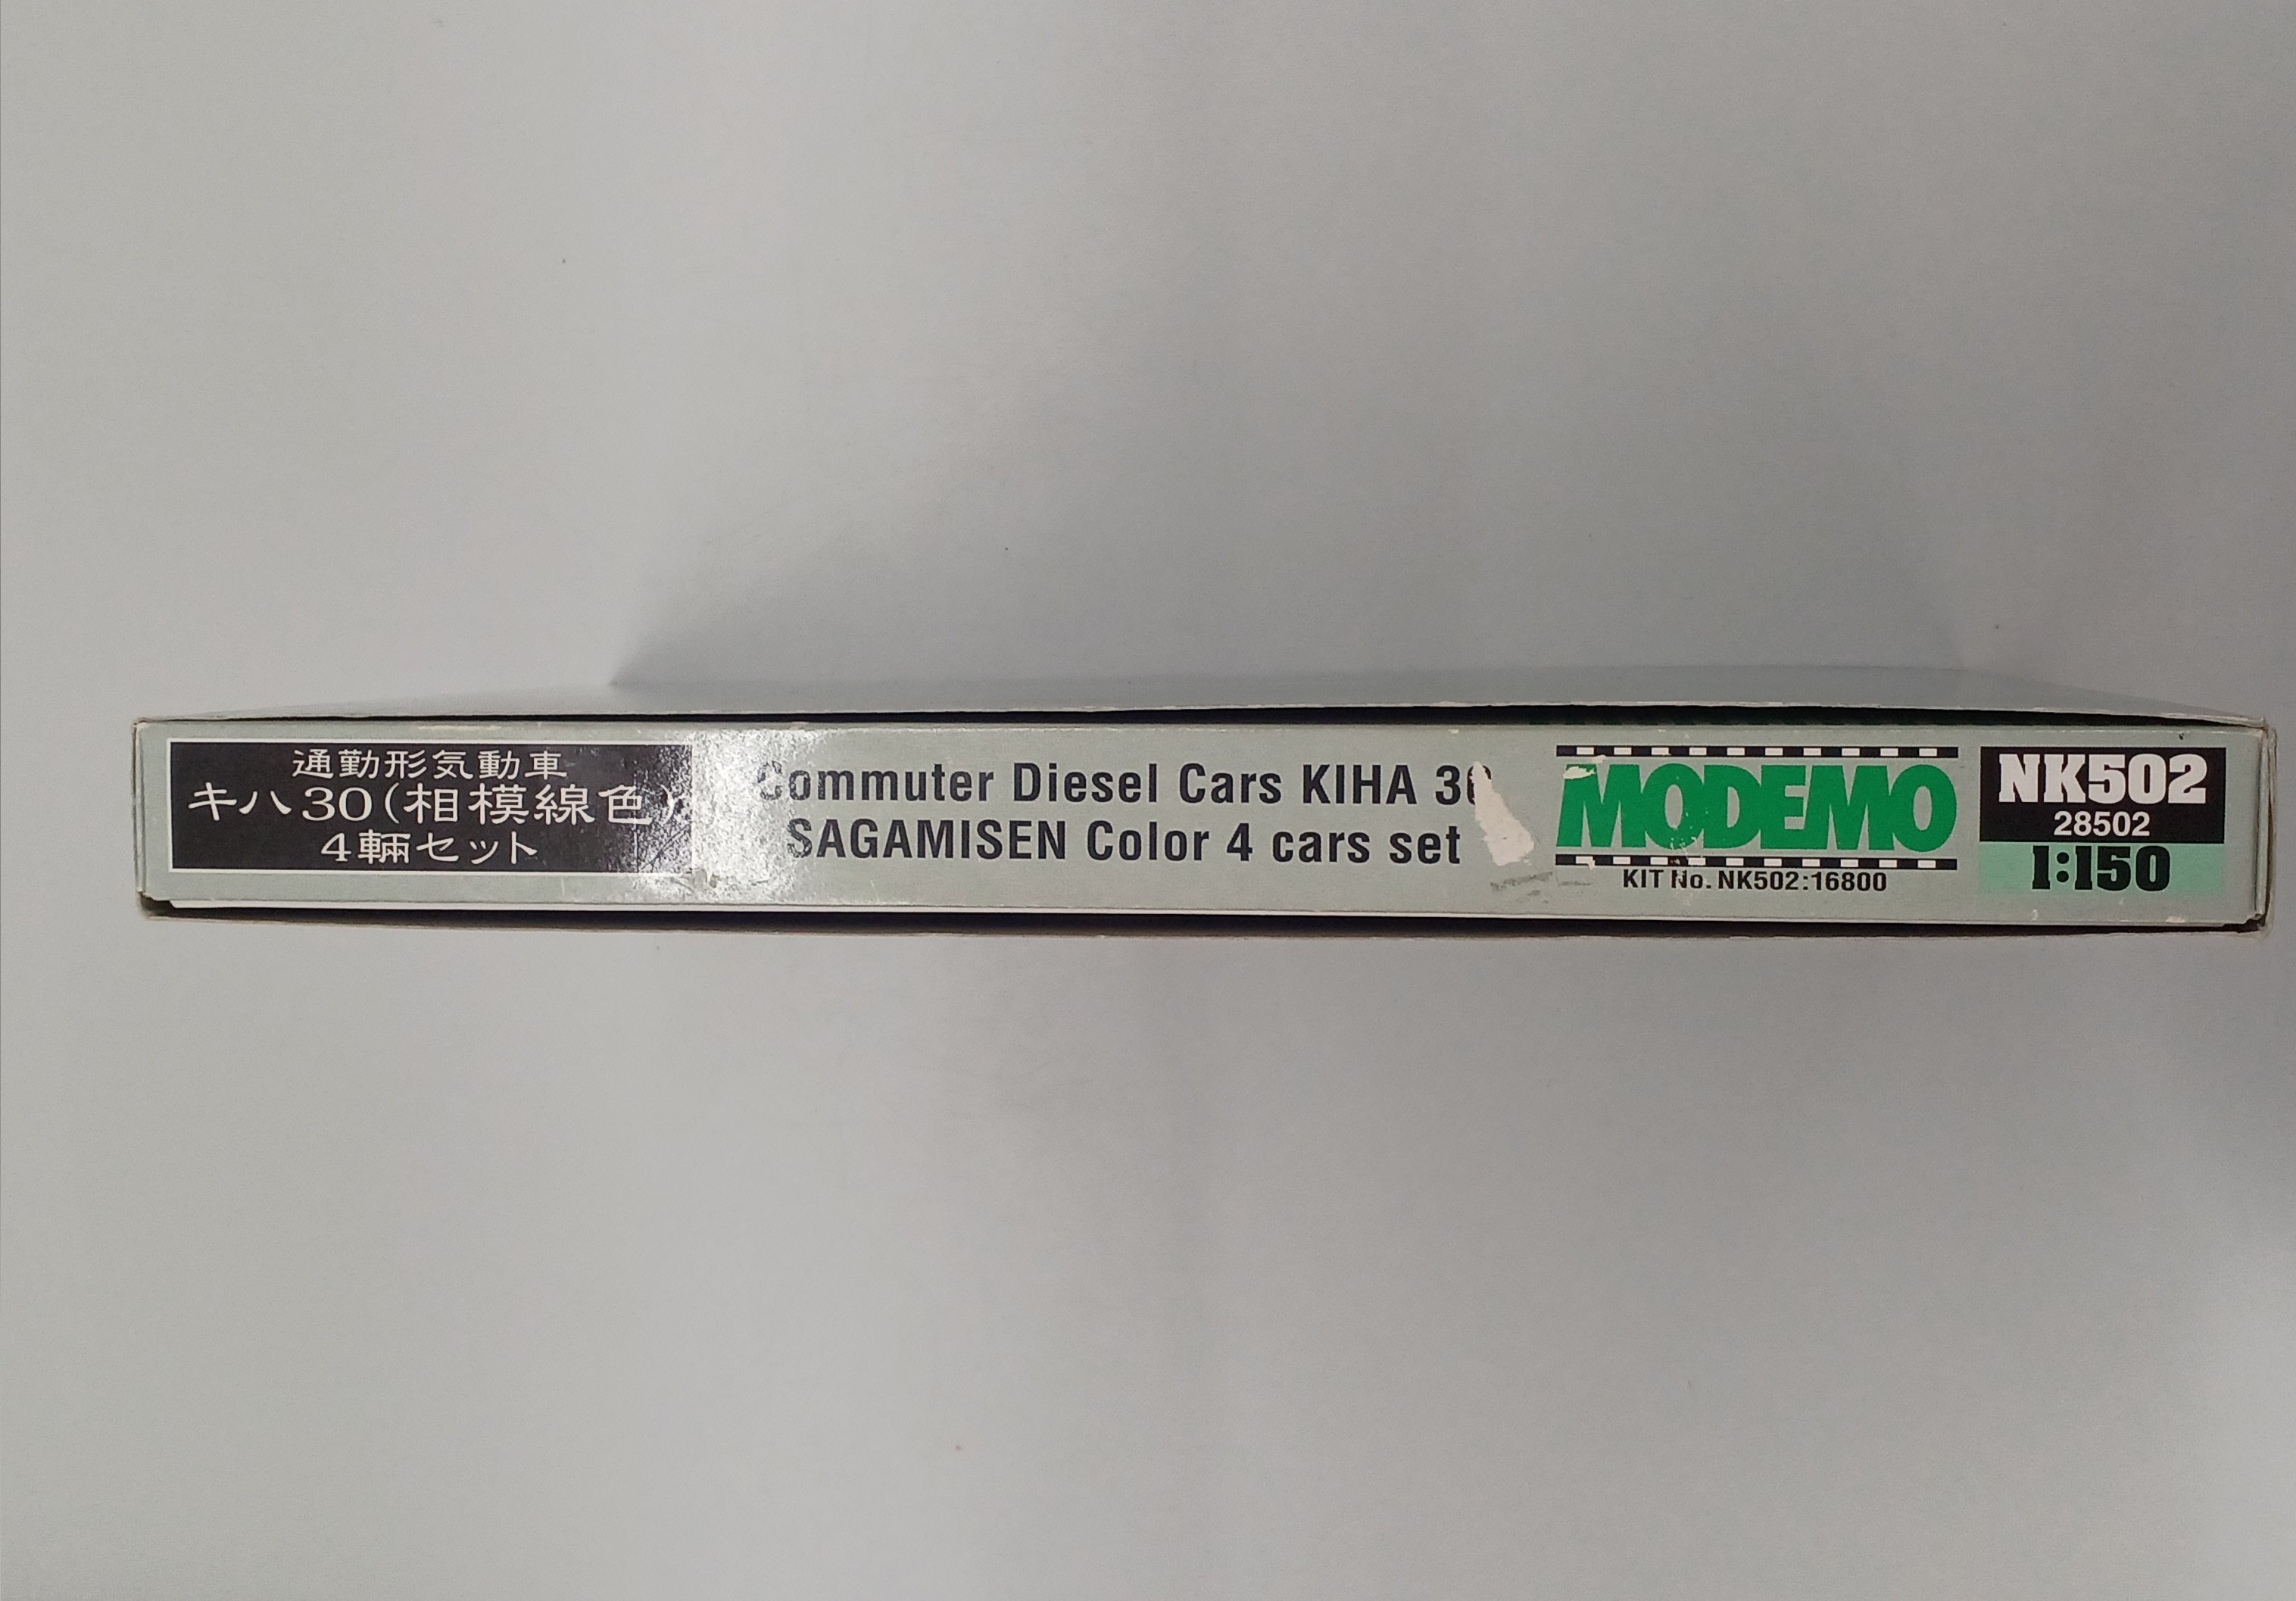 通勤形気動車
キハ30(相模線色)
4輛セット
Commuter Diesel Cars KIHA 30
SAGAMISEN Color 4 cars set
MODEMO
KIT No. NK502:16800
NK502
28502
1:150